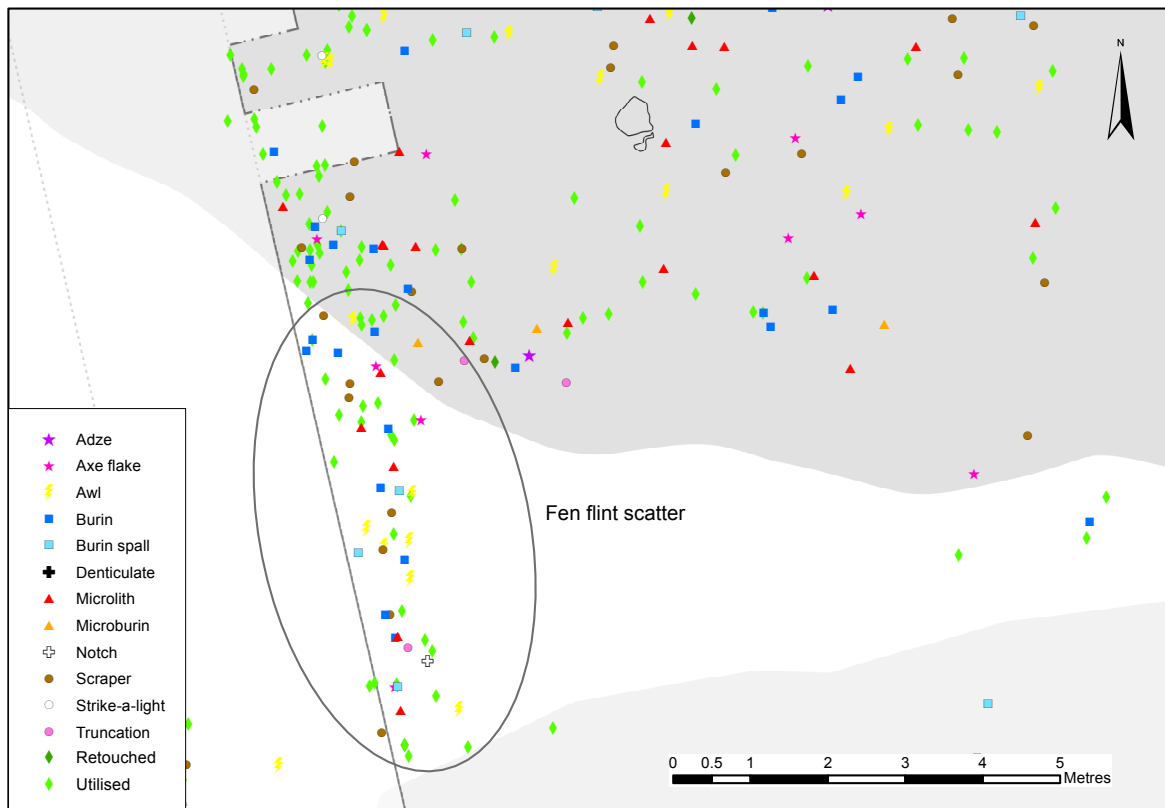 N
Adze
Axe flake
Awl
Burin
Burin spall
Denticulate
Microlith
Microburin
Notch
Scraper
Strike-a-light
Truncation
Retouched
Utilised
Fen flint scatter
0 0.5 1 2 3 4 5
Metres